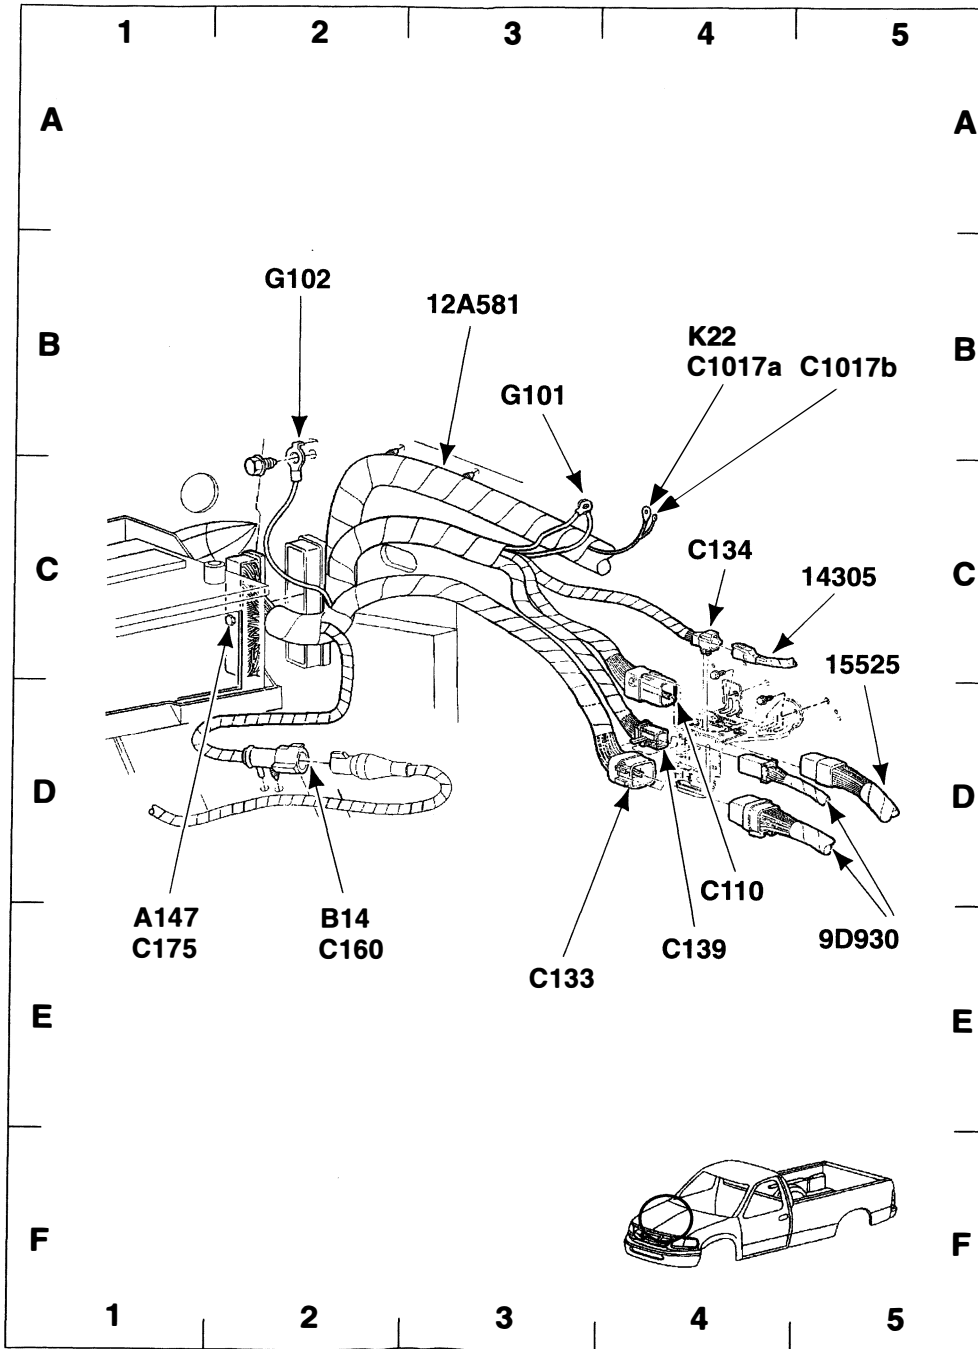 1 2 3 4 5
A A
G102
12A581
B B
K22
C1017a C1017b
G101
C134
C C
14305
15525
D D
C110
A147 B14
C175 C160
C139
9D930
C133
E E
F F
1 2 3 4 5